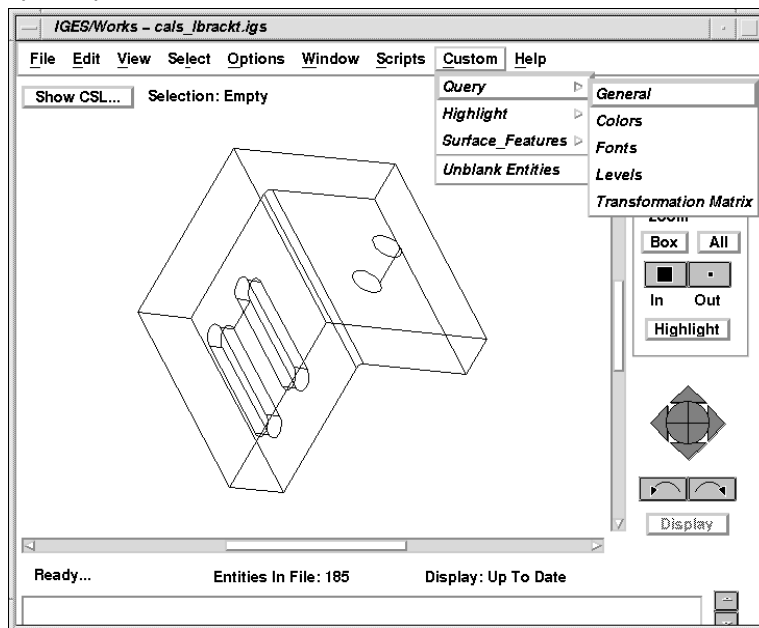 IGES/Works – cals_lbrackt.igs
File Edit View Select Options Window Scripts Custom Help
Show CSL... Selection: Empty
Query
Highlight
Surface_Features
Unblank Entities
General
Colors
Fonts
Levels
Transformation Matrix
Zoom
Box All
In Out
Highlight
Display
Ready... Entities In File: 185 Display: Up To Date